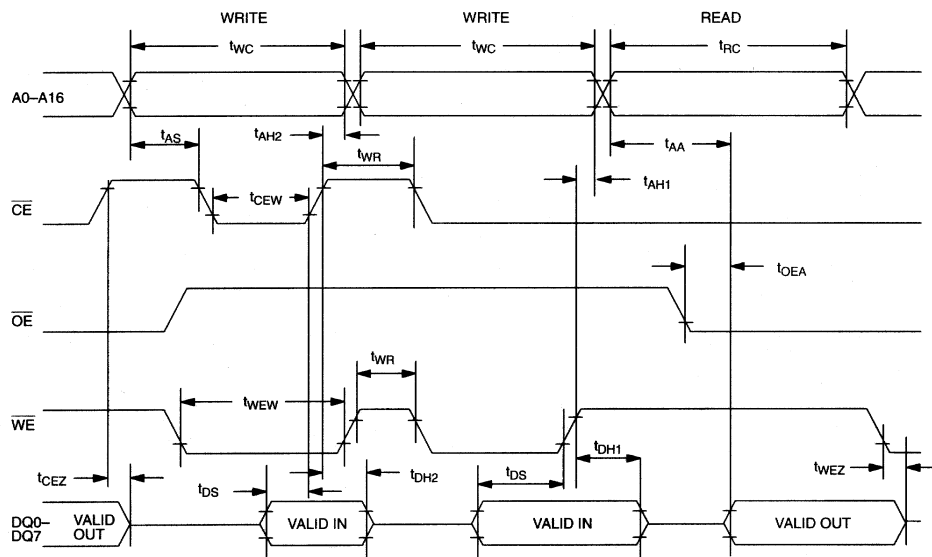 WRITE WRITE READ
tWC tWC tRC
A0–A16
tAS tAH2 tWR tAA
tCEW tAH1
CE
tOEA
OE
tWR
tWEW
WE
tCEZ tDS tDH2 tDS tDH1 tWEZ
DQ0–DQ7 VALID OUT VALID IN VALID IN VALID OUT